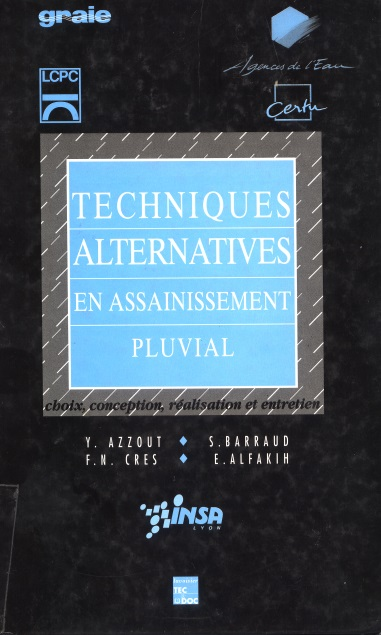 graie
Agences de l'Eau
LCPC
Certu
TECHNIQUES
ALTERNATIVES
EN ASSAINISSEMENT
PLUVIAL
choix, conception, réalisation et entretien
Y. AZZOUT ♦ S. BARRAUD
F.N. CRES ♦ E. ALFAKIH
INSA
LYON
TEC
DOC